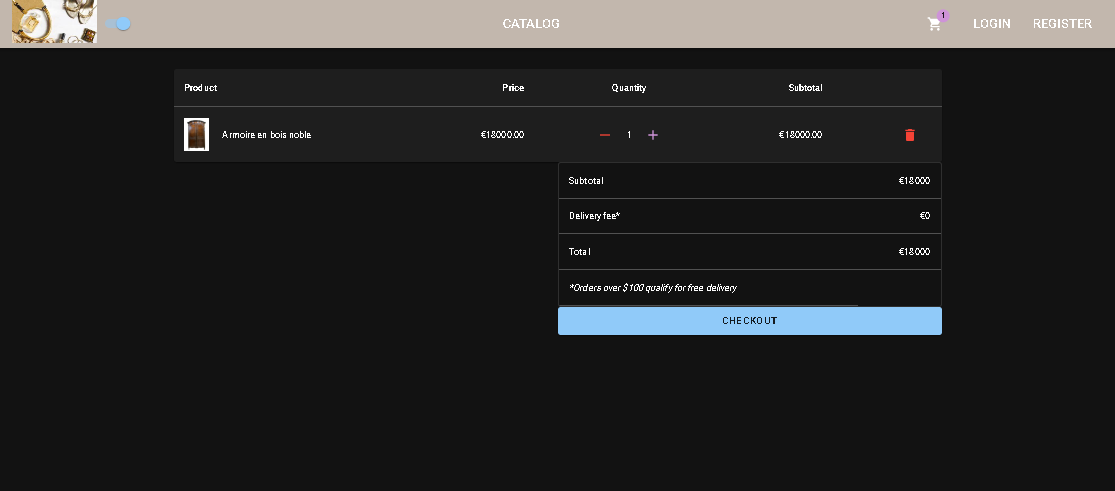 CATALOG 1 LOGIN REGISTER
Product Price Quantity Subtotal
Armoire en bois noble €18000.00 1 €18000.00
Subtotal €18000
Delivery fee* €0
Total €18000
*Orders over $100 qualify for free delivery
CHECKOUT